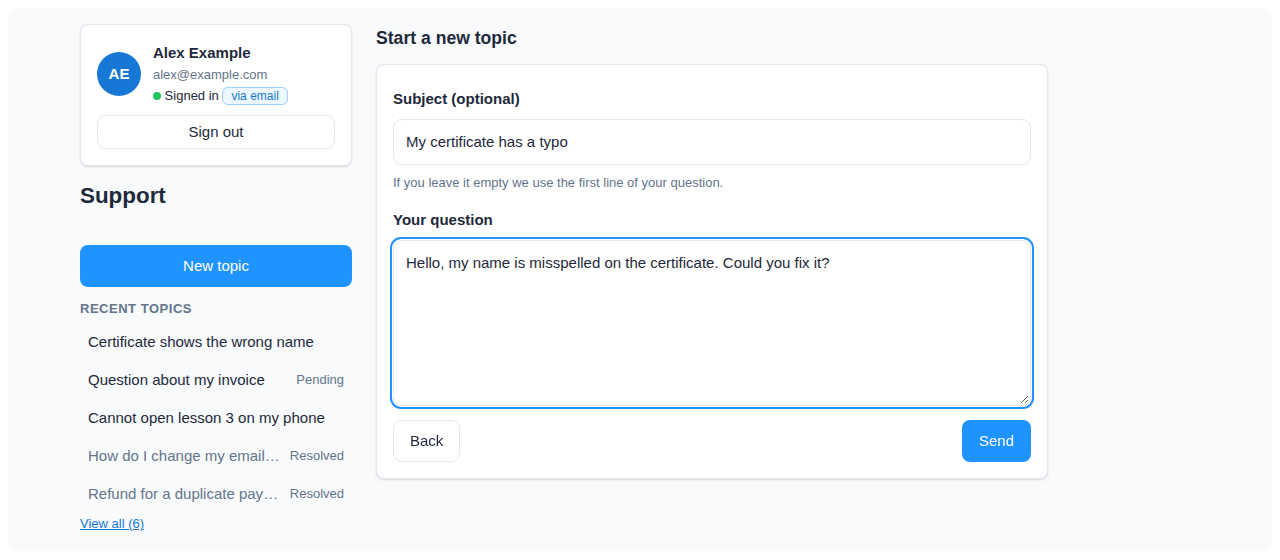 AE
Alex Example
alex@example.com
Signed in via email
Sign out
Support
New topic
RECENT TOPICS
Certificate shows the wrong name
Question about my invoice Pending
Cannot open lesson 3 on my phone
How do I change my email… Resolved
Refund for a duplicate pay… Resolved
View all (6)
Start a new topic
Subject (optional)
My certificate has a typo
If you leave it empty we use the first line of your question.
Your question
Hello, my name is misspelled on the certificate. Could you fix it?
Back
Send